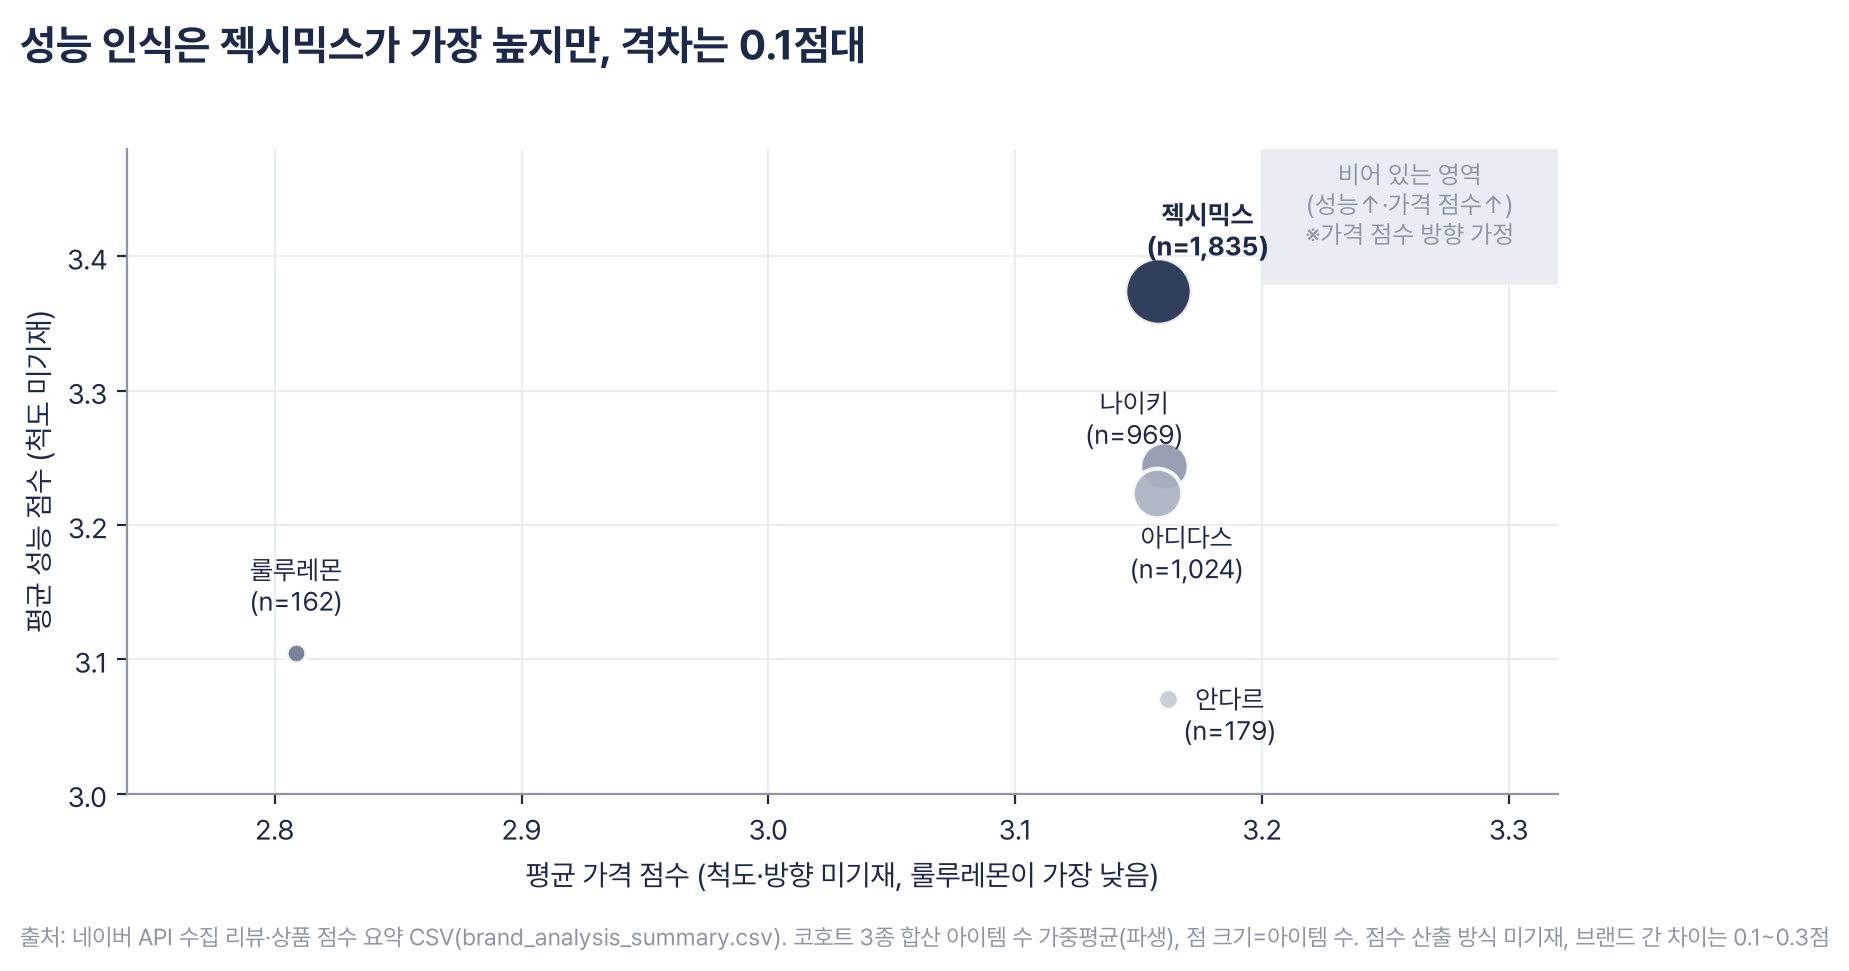 성능 인식은 젝시믹스가 가장 높지만, 격차는 0.1점대
비어 있는 영역
(성능↑·가격 점수↑)
※가격 점수 방향 가정
젝시믹스
(n=1,835)
나이키
(n=969)
아디다스
(n=1,024)
룰루레몬
(n=162)
안다르
(n=179)
평균 성능 점수 (척도 미기재)
3.4
3.3
3.2
3.1
3.0
2.8
2.9
3.0
3.1
3.2
3.3
평균 가격 점수 (척도·방향 미기재, 룰루레몬이 가장 낮음)
출처: 네이버 API 수집 리뷰·상품 점수 요약 CSV(brand_analysis_summary.csv). 코호트 3종 합산 아이템 수 가중평균(파생), 점 크기=아이템 수. 점수 산출 방식 미기재, 브랜드 간 차이는 0.1~0.3점